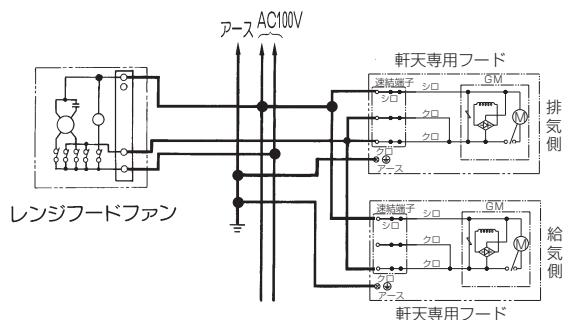 アース AC100V
軒天専用フード
速結端子
シロ
GM
シロ
クロ
クロ
M
クロ
アース
排気側
レンジフードファン
速結端子
シロ
GM
シロ
クロ
クロ
M
クロ
アース
給気側
軒天専用フード